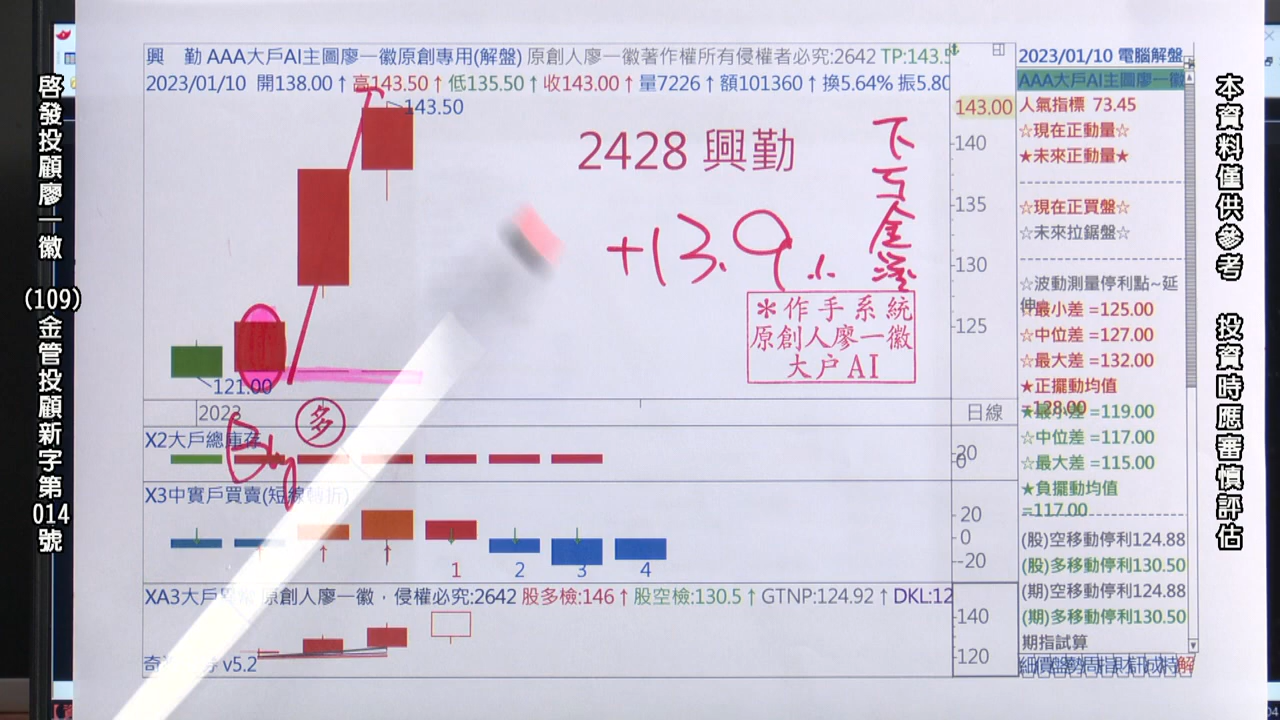 啓發投顧廖一徽
(109)金管投顧新字第014號
興 勤 AAA大戶AI主圖廖一徽原創專用(解盤) 原創人廖一徽著作權所有侵權者必究:2642 TP:143.5
2023/01/10 開138.00↑高143.50↑低135.50↑收143.00↑量7226↑額101360↑換5.64%振5.80
143.50
2428 興勤
+13.9
＊作手系統
原創人廖一徽
大户AI
121.00
2023
日線
143.00
140
135
130
125
多
Buy
X2大戶總庫存
20
0
X3中實戶買賣(短線轉折)
20
0
-20
1 2 3 4
XA3大戶 原創人廖一徽，侵權必究:2642 股多檢:146↑股空檢:130.5↑GTNP:124.92↑DKL:12
140
120
v5.2
2023/01/10 電腦解盤
AAA大戶AI主圖廖一徽
人氣指標 73.45
☆現在正動量☆
★未來正動量★
☆現在正買盤☆
☆未來拉鋸盤☆
☆波動測量停利點~延伸
☆最小差 =125.00
☆中位差 =127.00
☆最大差 =132.00
★正擺動均值
=128.00
★最小差 =119.00
☆中位差 =117.00
☆最大差 =115.00
★負擺動均值
=117.00
(股)空移動停利124.88
(股)多移動停利130.50
(期)空移動停利124.88
(期)多移動停利130.50
期指試算
本資料僅供參考 投資時應審慎評估